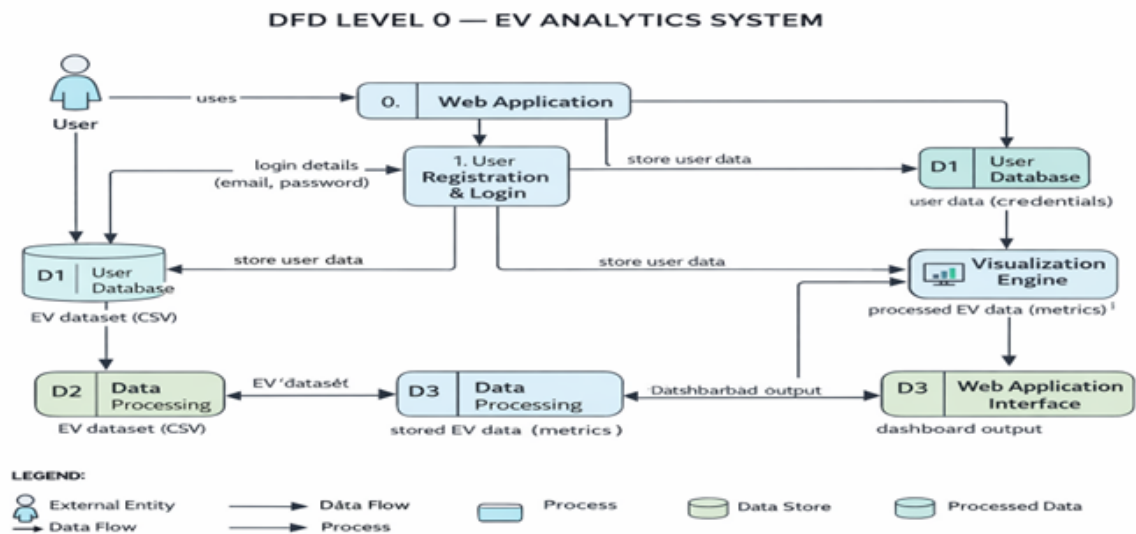 DFD LEVEL 0 — EV ANALYTICS SYSTEM
User
uses
0. Web Application
login details
(email, password)
1. User
Registration
& Login
store user data
D1 User
Database
user data (credentials)
D1 User
Database
store user data
store user data
Visualization
Engine
EV dataset (CSV)
processed EV data (metrics)
D2 Data
Processing
EV 'dataset
D3 Data
Processing
Datshbarbad output
D3 Web Application
Interface
EV dataset (CSV)
stored EV data (metrics)
dashboard output
LEGEND:
External Entity
Data Flow
Process
Data Store
Processed Data
Data Flow
Process